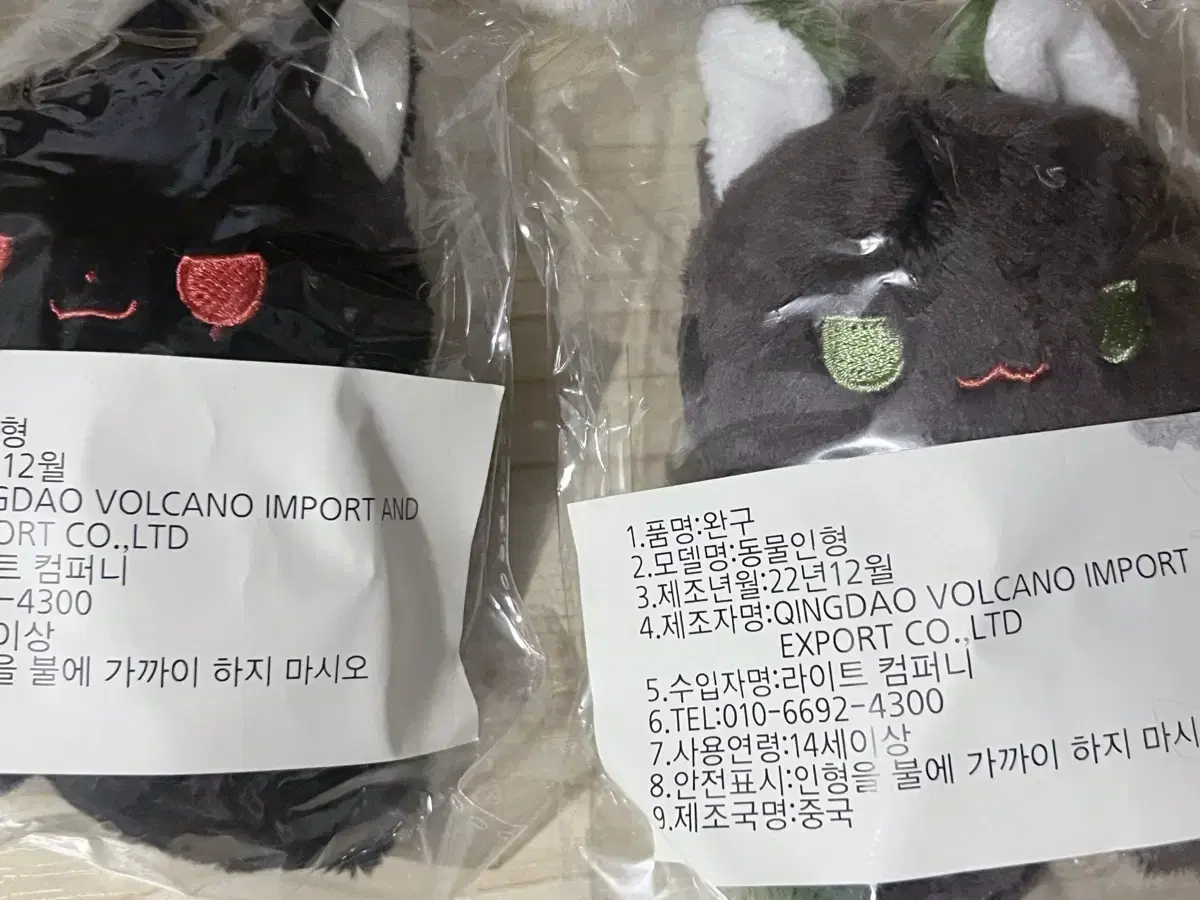 형
12월
GDAO VOLCANO IMPORT AND
ORT CO.,LTD
트 컴퍼니
-4300
이상
을 불에 가까이 하지 마시오
1.품명:완구
2.모델명:동물인형
3.제조년월:22년12월
4.제조자명:QINGDAO VOLCANO IMPORT
EXPORT CO.,LTD
5.수입자명:라이트 컴퍼니
6.TEL:010-6692-4300
7.사용연령:14세이상
8.안전표시:인형을 불에 가까이 하지 마시
9.제조국명:중국